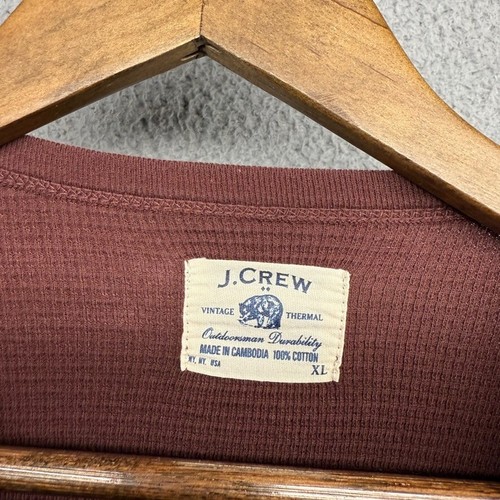 J.CREW
VINTAGE THERMAL
Outdoorsman Durability
MADE IN CAMBODIA 100% COTTON
NY, NY, USA
XL